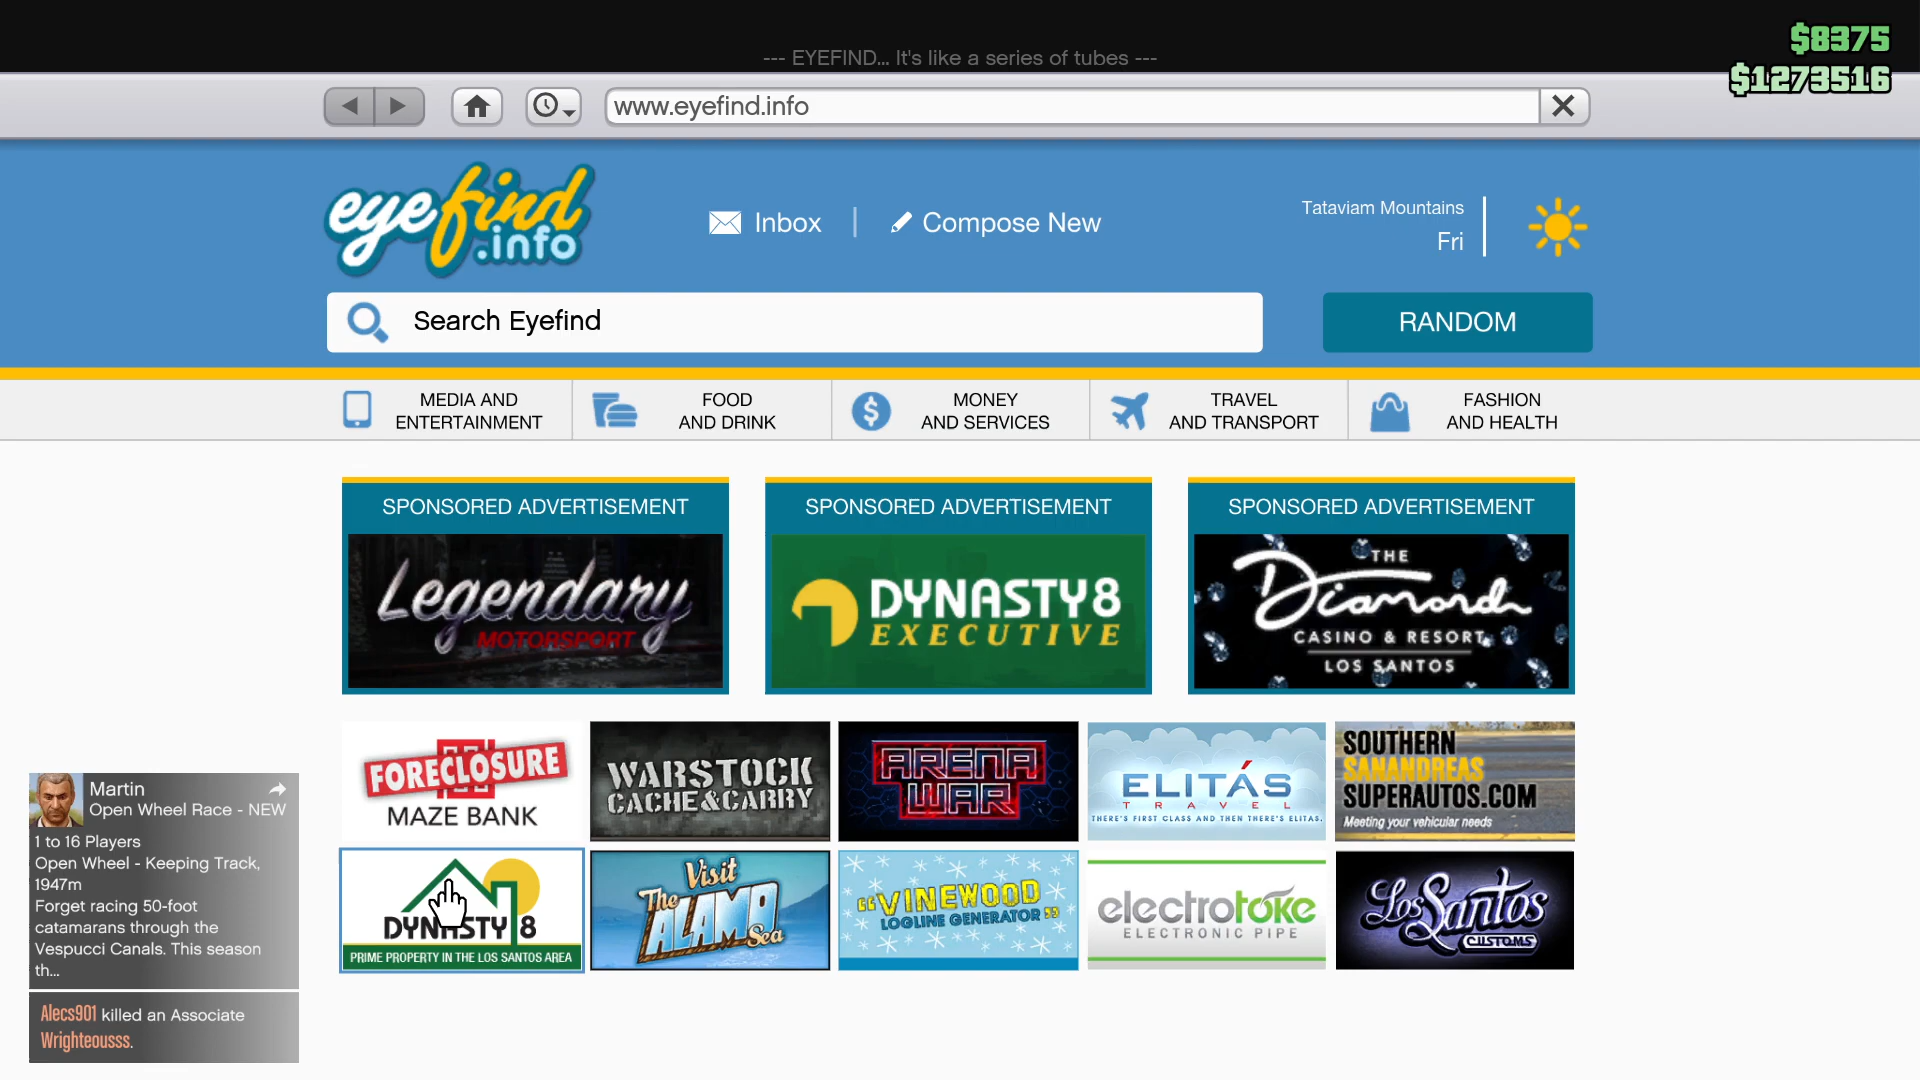 $8375
--- EYEFIND... It's like a series of tubes ---
$1273516
www.eyefind.info
eyefind
.info
Inbox
Compose New
Tataviam Mountains
Fri
Search Eyefind
RANDOM
MEDIA AND
ENTERTAINMENT
FOOD
AND DRINK
MONEY
AND SERVICES
TRAVEL
AND TRANSPORT
FASHION
AND HEALTH
SPONSORED ADVERTISEMENT
Legendary
MOTORSPORT
SPONSORED ADVERTISEMENT
DYNASTY8
EXECUTIVE
SPONSORED ADVERTISEMENT
THE
Diamond
CASINO & RESORT
LOS SANTOS
FORECLOSURE
MAZE BANK
WARSTOCK
CACHE&CARRY
ARENA
WAR
ELITÁS
TRAVEL
THERE'S FIRST CLASS AND THEN THERE'S ELITAS.
SOUTHERN
SANANDREAS
SUPERAUTOS.COM
Meeting your vehicular needs
DYNASTY 8
PRIME PROPERTY IN THE LOS SANTOS AREA
Visit
The
ALAMO
Sea
"VINEWOOD
LOGLINE GENERATOR"
electrotoke
ELECTRONIC PIPE
Los Santos
CUSTOMS
Martin
Open Wheel Race - NEW
1 to 16 Players
Open Wheel - Keeping Track,
1947m
Forget racing 50-foot
catamarans through the
Vespucci Canals. This season
th...
Alecs901 killed an Associate
Wrighteousss.